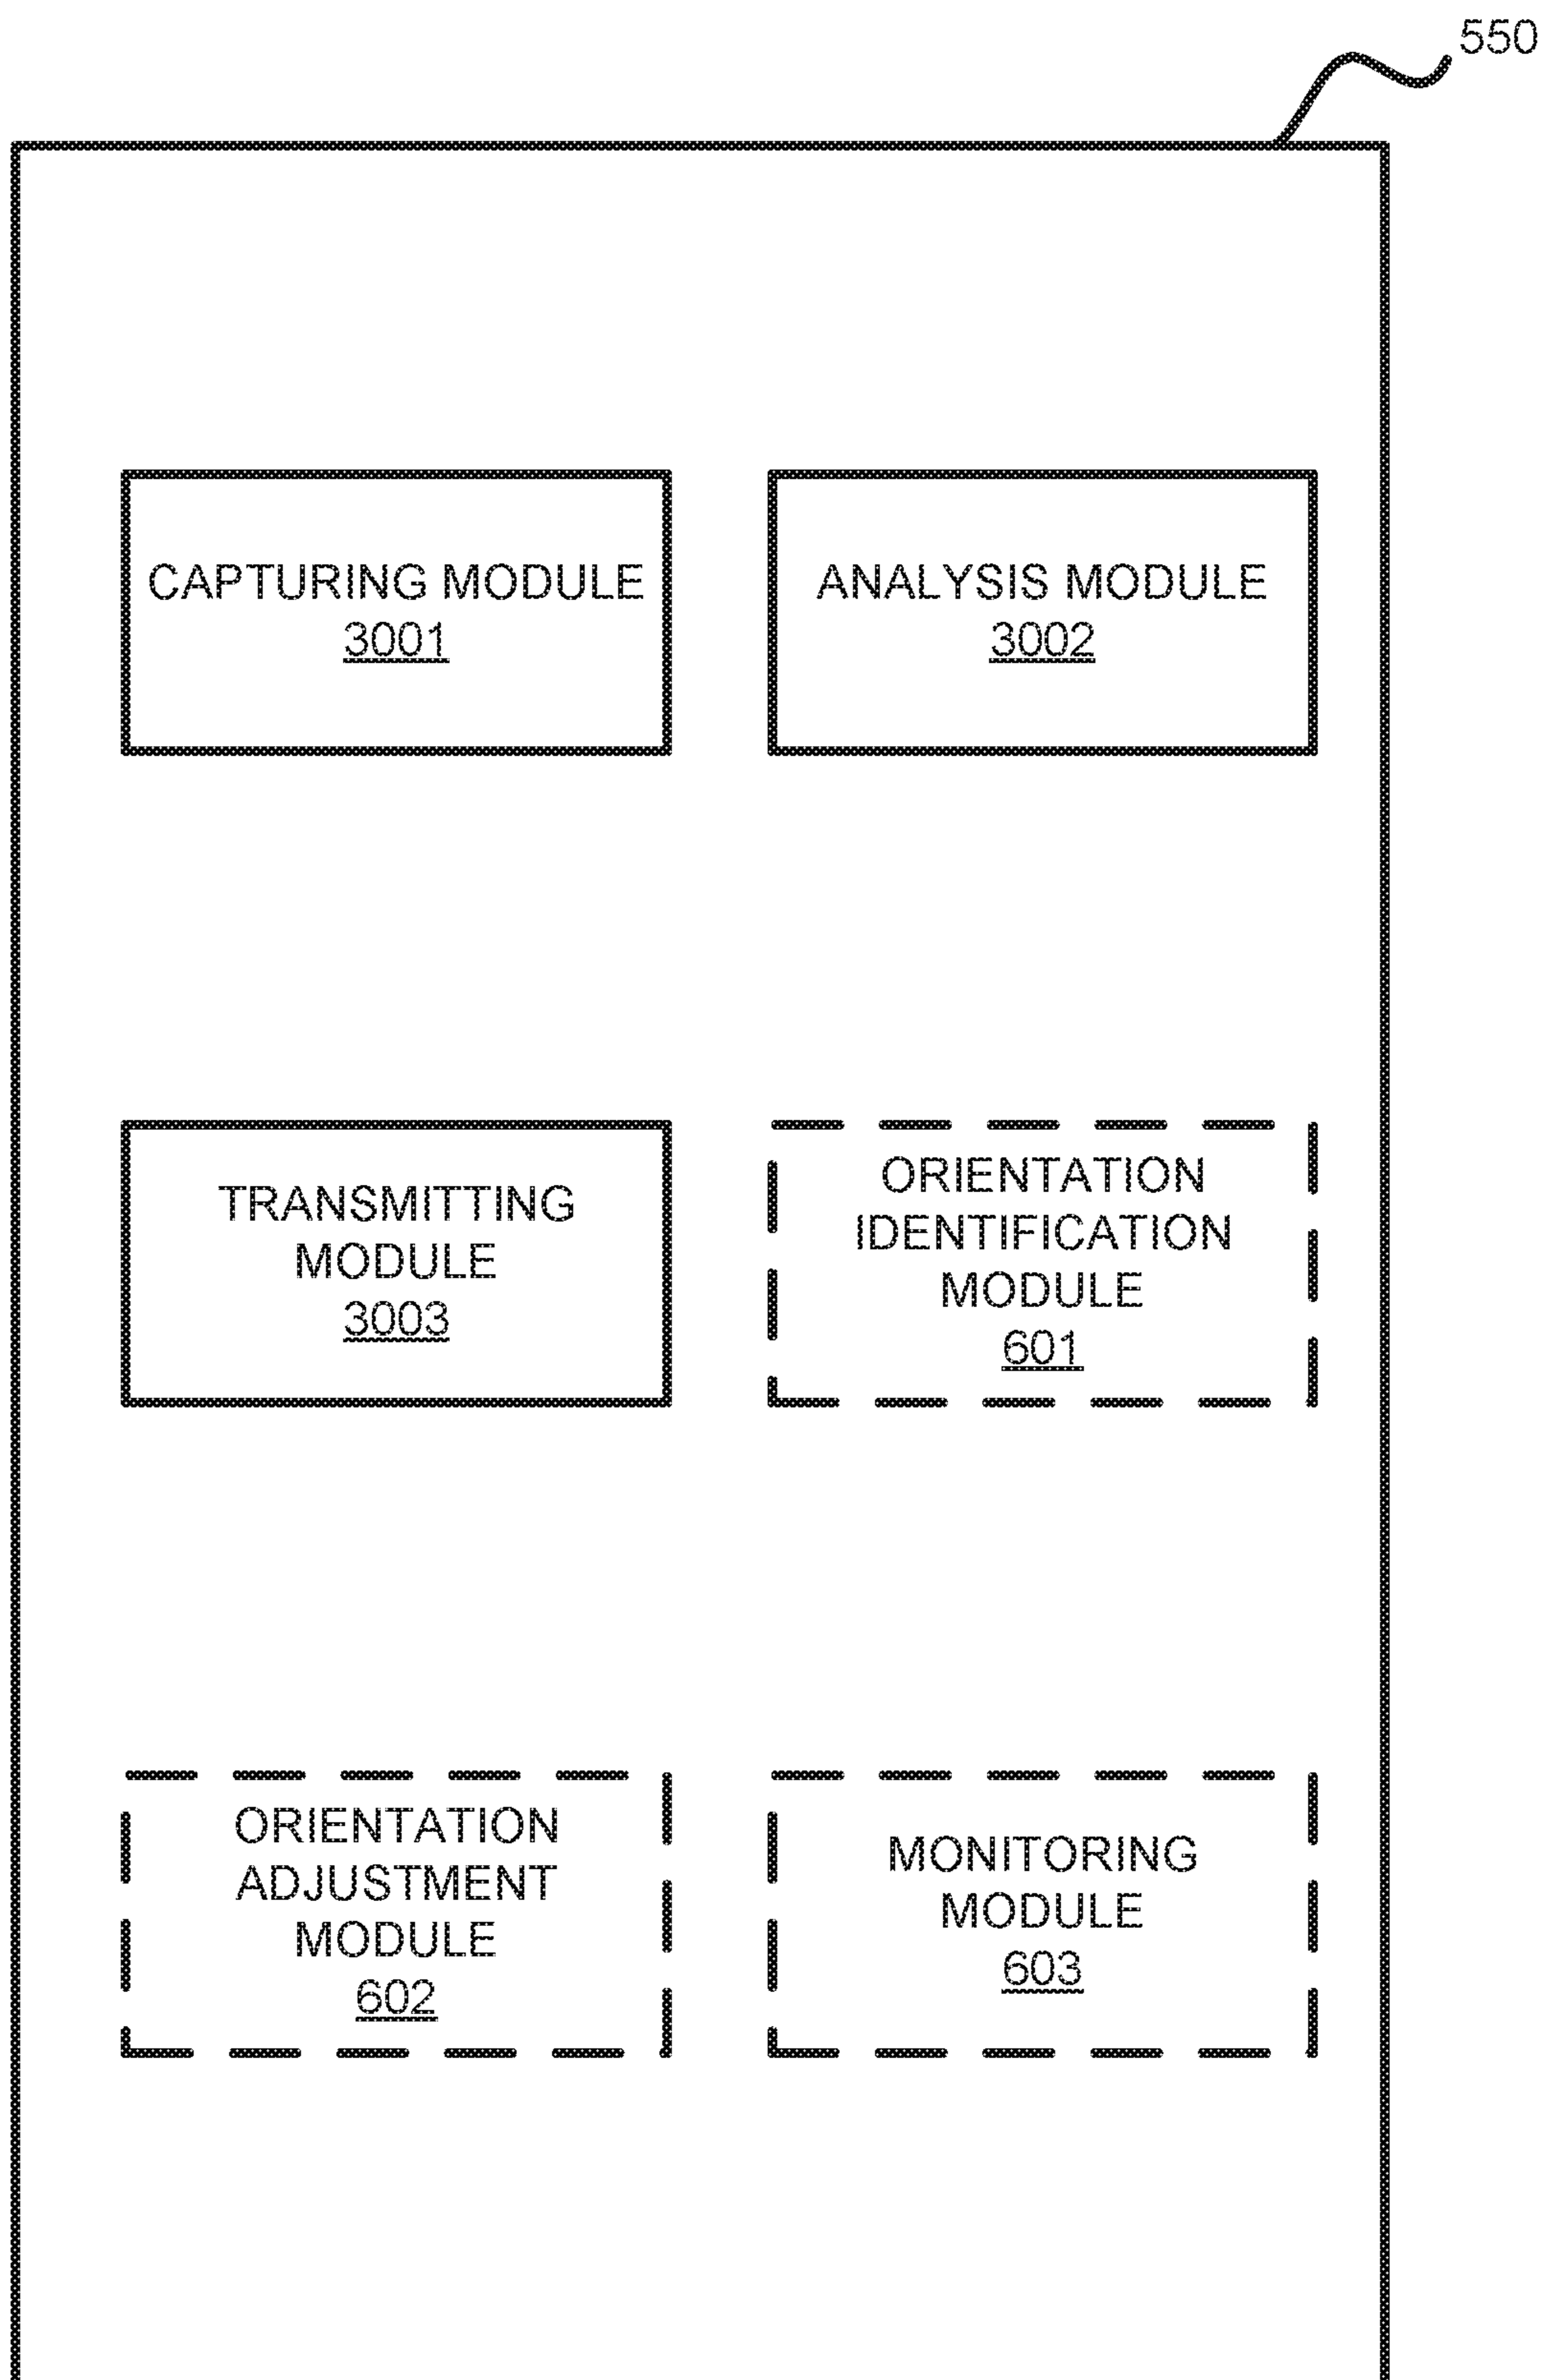 550
CAPTURING MODULE
3001
ANALYSIS MODULE
3002
TRANSMITTING
MODULE
3003
ORIENTATION
IDENTIFICATION
MODULE
601
ORIENTATION
ADJUSTMENT
MODULE
602
MONITORING
MODULE
603